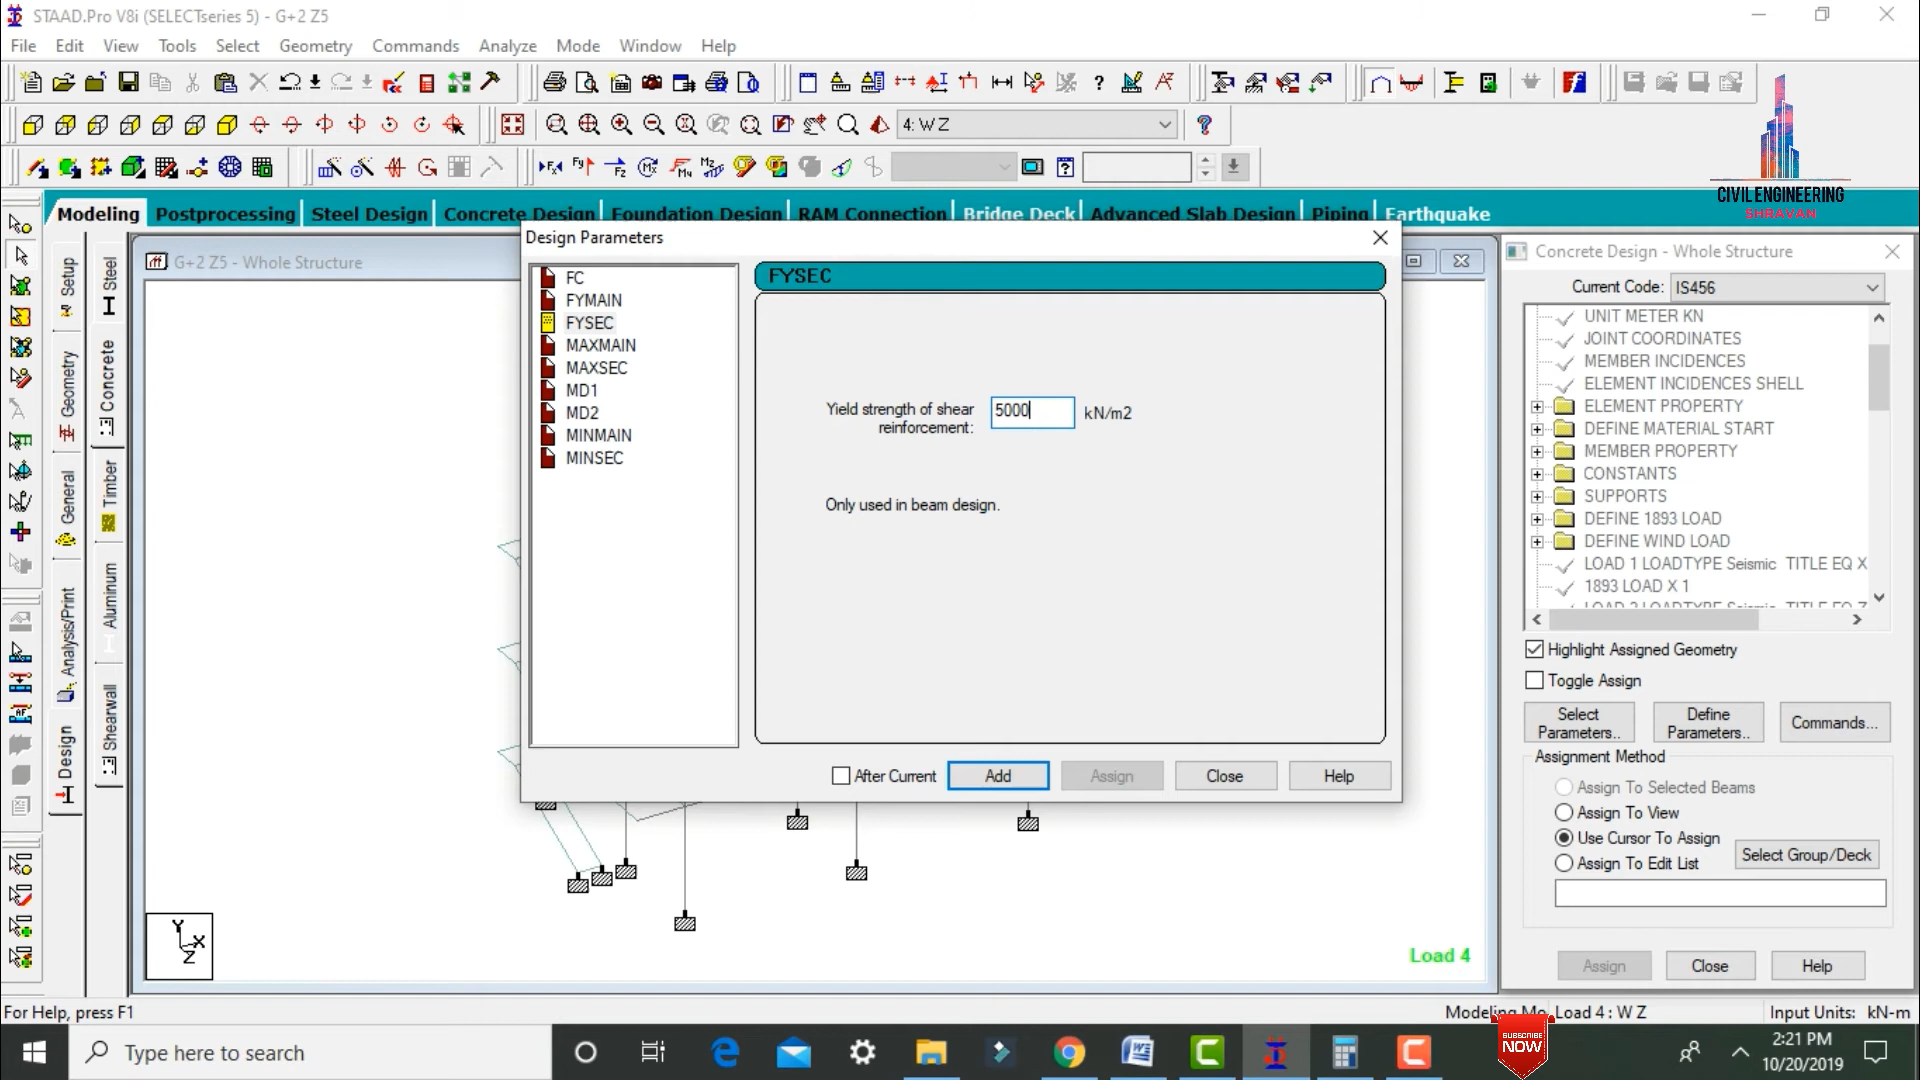 STAAD.Pro V8i (SELECTseries 5) - G+2 Z5
File Edit View Tools Select Geometry Commands Analyze Mode Window Help
4: W Z
CIVIL ENGINEERING
SHRAVAN
Modeling Postprocessing Steel Design Concrete Design Foundation Design RAM Connection Bridge Deck Advanced Slab Design Piping Earthquake
G+2 Z5 - Whole Structure
Setup
Geometry
General
Analysis/Print
Design
Steel
Concrete
Timber
Aluminum
Shearwall
Design Parameters
FC
FYMAIN
FYSEC
MAXMAIN
MAXSEC
MD1
MD2
MINMAIN
MINSEC
FYSEC
Yield strength of shear
reinforcement:
5000 kN/m2
Only used in beam design.
After Current Add Assign Close Help
Y
X
Z
Load 4
Concrete Design - Whole Structure
Current Code: IS456
UNIT METER KN
JOINT COORDINATES
MEMBER INCIDENCES
ELEMENT INCIDENCES SHELL
ELEMENT PROPERTY
DEFINE MATERIAL START
MEMBER PROPERTY
CONSTANTS
SUPPORTS
DEFINE 1893 LOAD
DEFINE WIND LOAD
LOAD 1 LOADTYPE Seismic TITLE EQ X
1893 LOAD X 1
LOAD 2 LOADTYPE Seismic TITLE EQ Z
Highlight Assigned Geometry
Toggle Assign
Select
Parameters..
Define
Parameters..
Commands...
Assignment Method
Assign To Selected Beams
Assign To View
Use Cursor To Assign
Assign To Edit List
Select Group/Deck
Assign Close Help
For Help, press F1
Modeling Mo Load 4 : W Z Input Units: kN-m
Type here to search
SUBSCRIBE
NOW
2:21 PM
10/20/2019